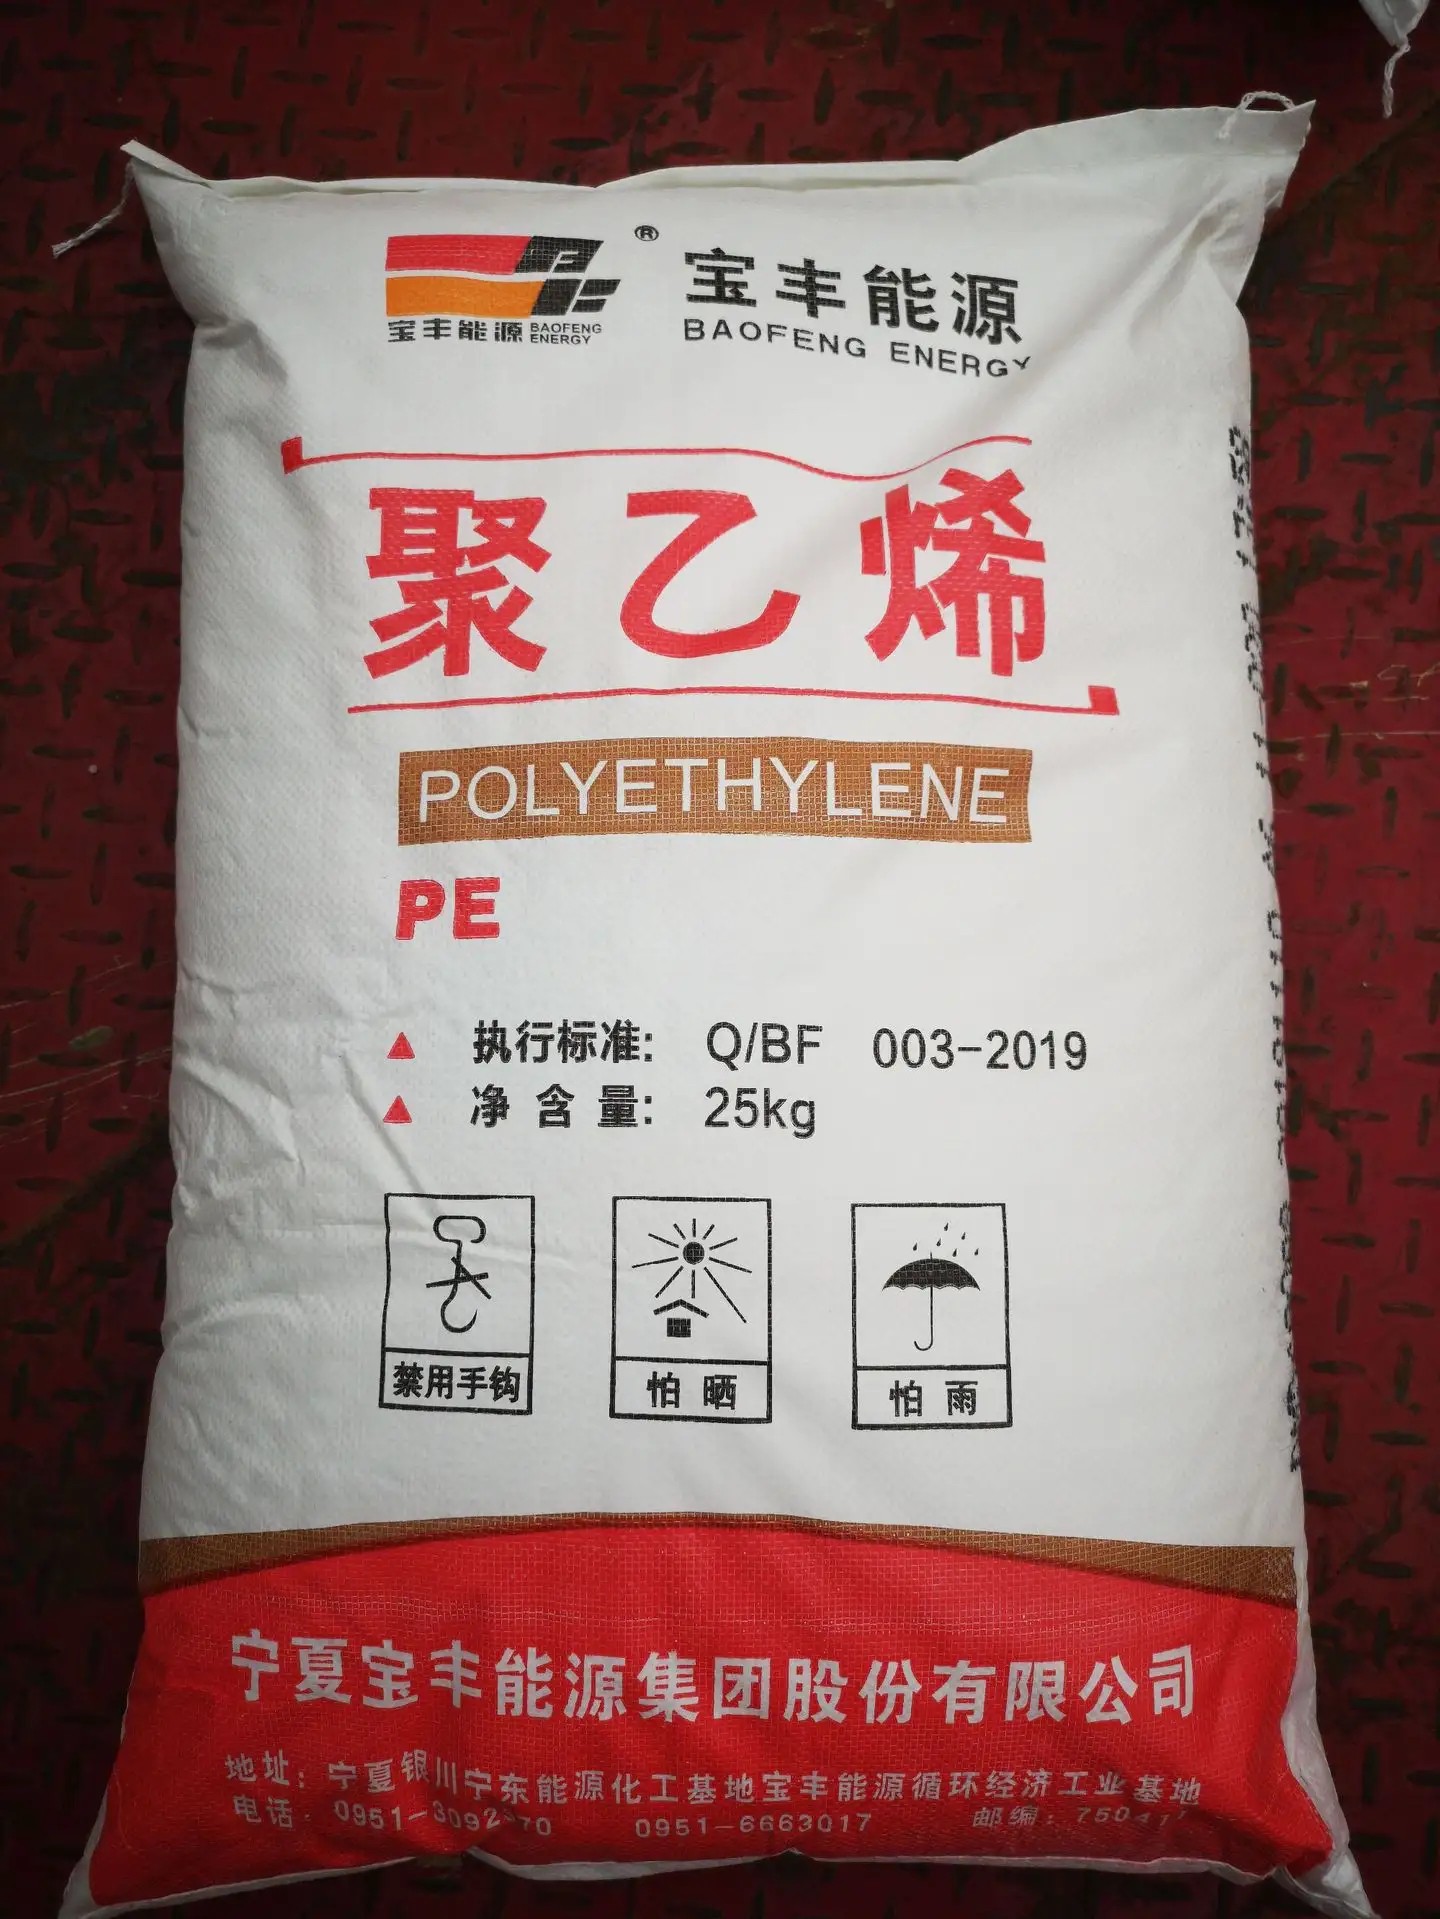 ®
宝丰能源 BAOFENG ENERGY
宝丰能源
BAOFENG ENERGY
聚乙烯
POLYETHYLENE
PE
执行标准: Q/BF 003-2019
净含量: 25kg
禁用手钩
怕晒
怕雨
宁夏宝丰能源集团股份有限公司
地址: 宁夏银川宁东能源化工基地宝丰能源循环经济工业基地
电话: 0951-6663017 邮编: